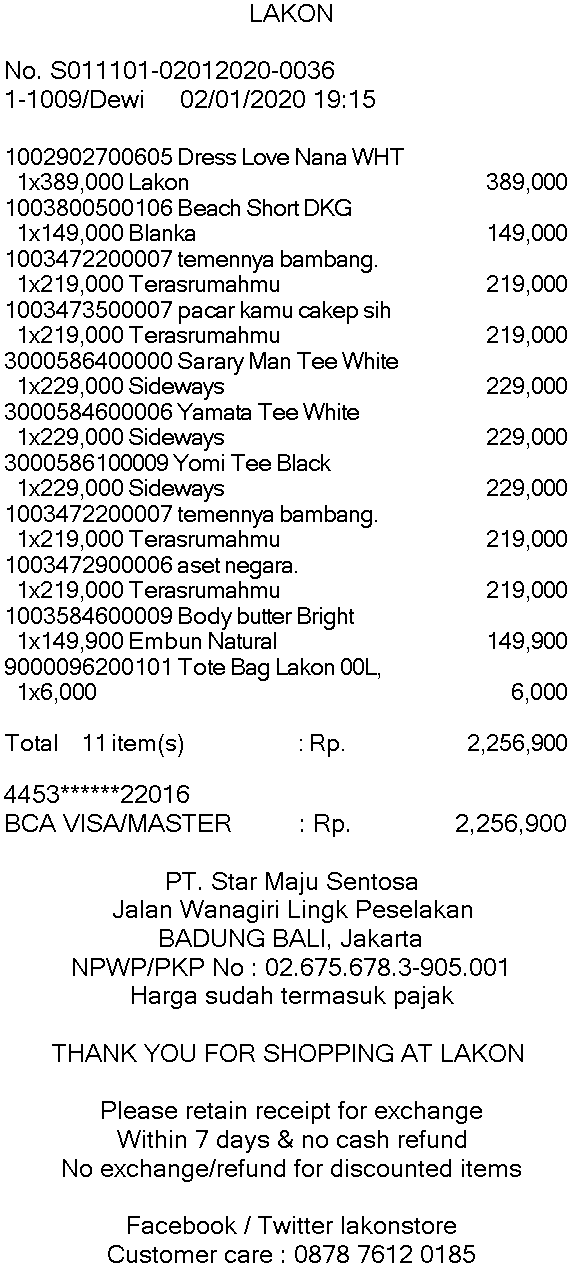 LAKON
No. S011101-02012020-0036
1-1009/Dewi 02/01/2020 19:15
1002902700605 Dress Love Nana WHT
1x389,000 Lakon 389,000
1003800500106 Beach Short DKG
1x149,000 Blanka 149,000
1003472200007 temennya bambang.
1x219,000 Terasrumahmu 219,000
1003473500007 pacar kamu cakep sih
1x219,000 Terasrumahmu 219,000
3000586400000 Sarary Man Tee White
1x229,000 Sideways 229,000
3000584600006 Yamata Tee White
1x229,000 Sideways 229,000
3000586100009 Yomi Tee Black
1x229,000 Sideways 229,000
1003472200007 temennya bambang.
1x219,000 Terasrumahmu 219,000
1003472900006 aset negara.
1x219,000 Terasrumahmu 219,000
1003584600009 Body butter Bright
1x149,900 Embun Natural 149,900
9000096200101 Tote Bag Lakon 00L,
1x6,000 6,000
Total 11 item(s) : Rp. 2,256,900
4453******22016
BCA VISA/MASTER : Rp. 2,256,900
PT. Star Maju Sentosa
Jalan Wanagiri Lingk Peselakan
BADUNG BALI, Jakarta
NPWP/PKP No : 02.675.678.3-905.001
Harga sudah termasuk pajak
THANK YOU FOR SHOPPING AT LAKON
Please retain receipt for exchange
Within 7 days & no cash refund
No exchange/refund for discounted items
Facebook / Twitter lakonstore
Customer care : 0878 7612 0185